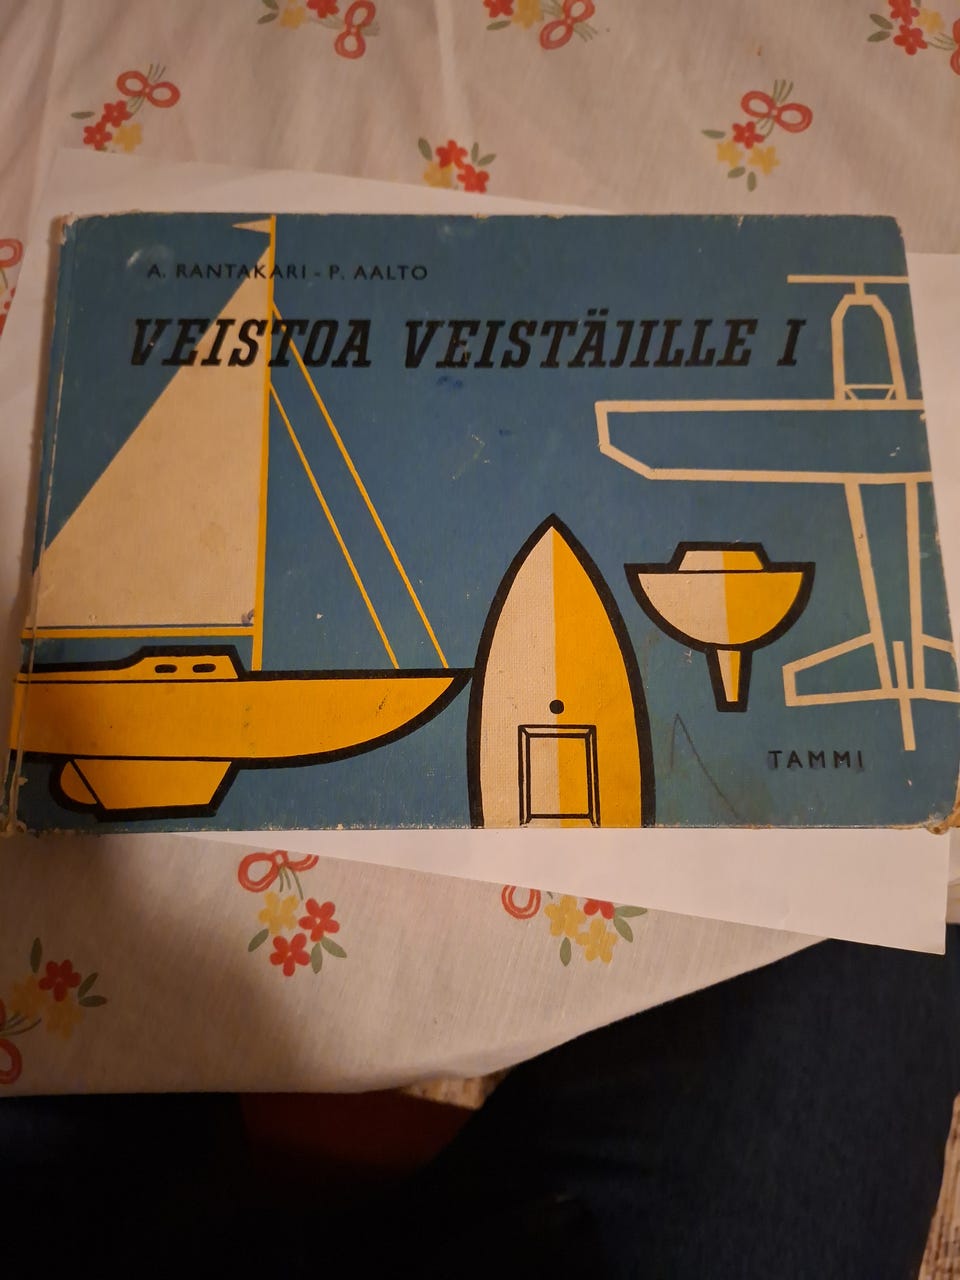 A. RANTAKARI - P. AALTO
VEISTOA VEISTÄJILLE I
TAMMI